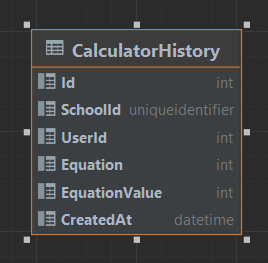 CalculatorHistory
Id int
SchoolId uniqueidentifier
UserId int
Equation int
EquationValue int
CreatedAt datetime